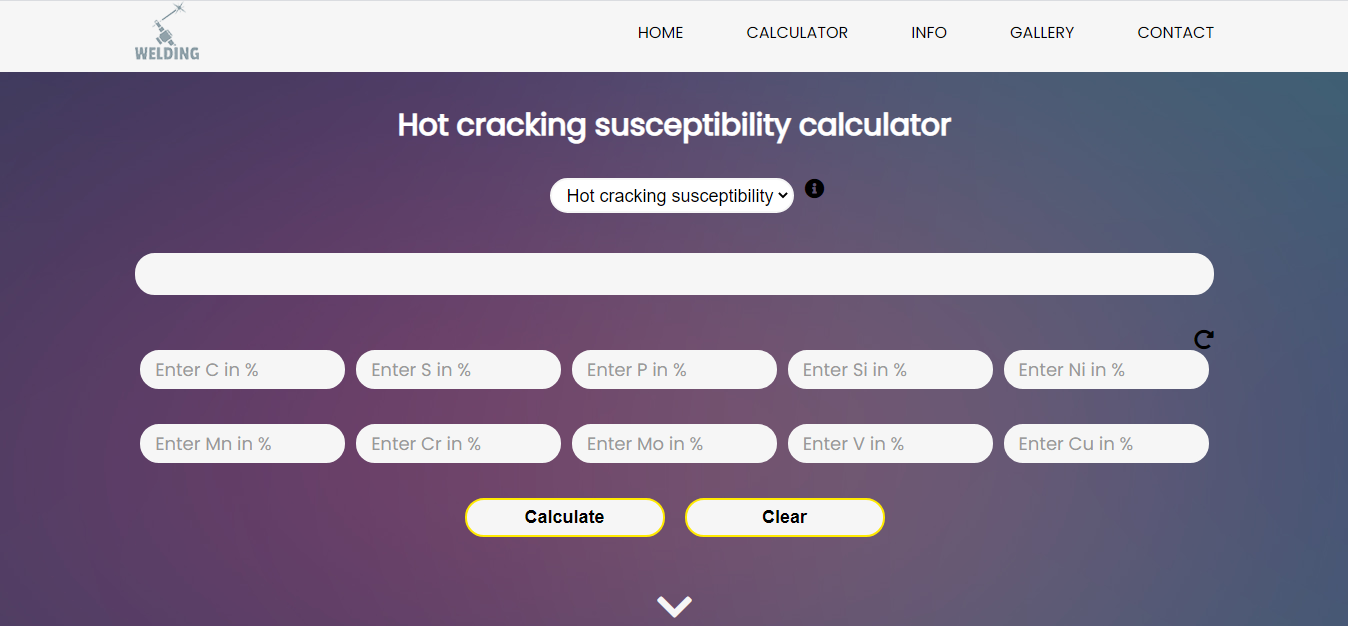 WELDING
HOME CALCULATOR INFO GALLERY CONTACT
Hot cracking susceptibility calculator
Hot cracking susceptibility
Enter C in % Enter S in % Enter P in % Enter Si in % Enter Ni in %
Enter Mn in % Enter Cr in % Enter Mo in % Enter V in % Enter Cu in %
Calculate Clear